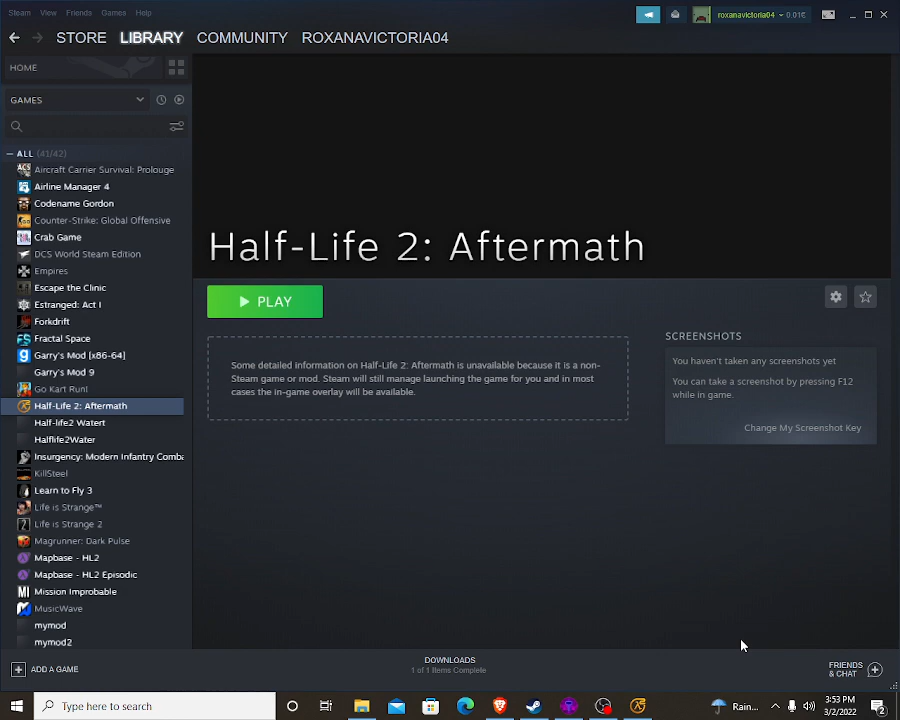 Steam View Friends Games Help
roxanavictoria04 0.01€
STORE LIBRARY COMMUNITY ROXANAVICTORIA04
HOME
GAMES
ALL (41/42)
Aircraft Carrier Survival: Prolouge
Airline Manager 4
Codename Gordon
Counter-Strike: Global Offensive
Crab Game
DCS World Steam Edition
Empires
Escape the Clinic
Estranged: Act I
Forkdrift
Fractal Space
Garry's Mod [x86-64]
Garry's Mod 9
Go Kart Run!
Half-Life 2: Aftermath
Half-life2 Watert
Halflife2Water
Insurgency: Modern Infantry Comba
KillSteel
Learn to Fly 3
Life is Strange™
Life is Strange 2
Magrunner: Dark Pulse
Mapbase - HL2
Mapbase - HL2 Episodic
Mission Improbable
MusicWave
mymod
mymod2
Half-Life 2: Aftermath
PLAY
Some detailed information on Half-Life 2: Aftermath is unavailable because it is a non-
Steam game or mod. Steam will still manage launching the game for you and in most
cases the in-game overlay will be available.
SCREENSHOTS
You haven't taken any screenshots yet
You can take a screenshot by pressing F12
while in game.
Change My Screenshot Key
ADD A GAME
DOWNLOADS
1 of 1 Items Complete
FRIENDS
& CHAT
Type here to search
Rain...
3:53 PM
3/2/2022
2